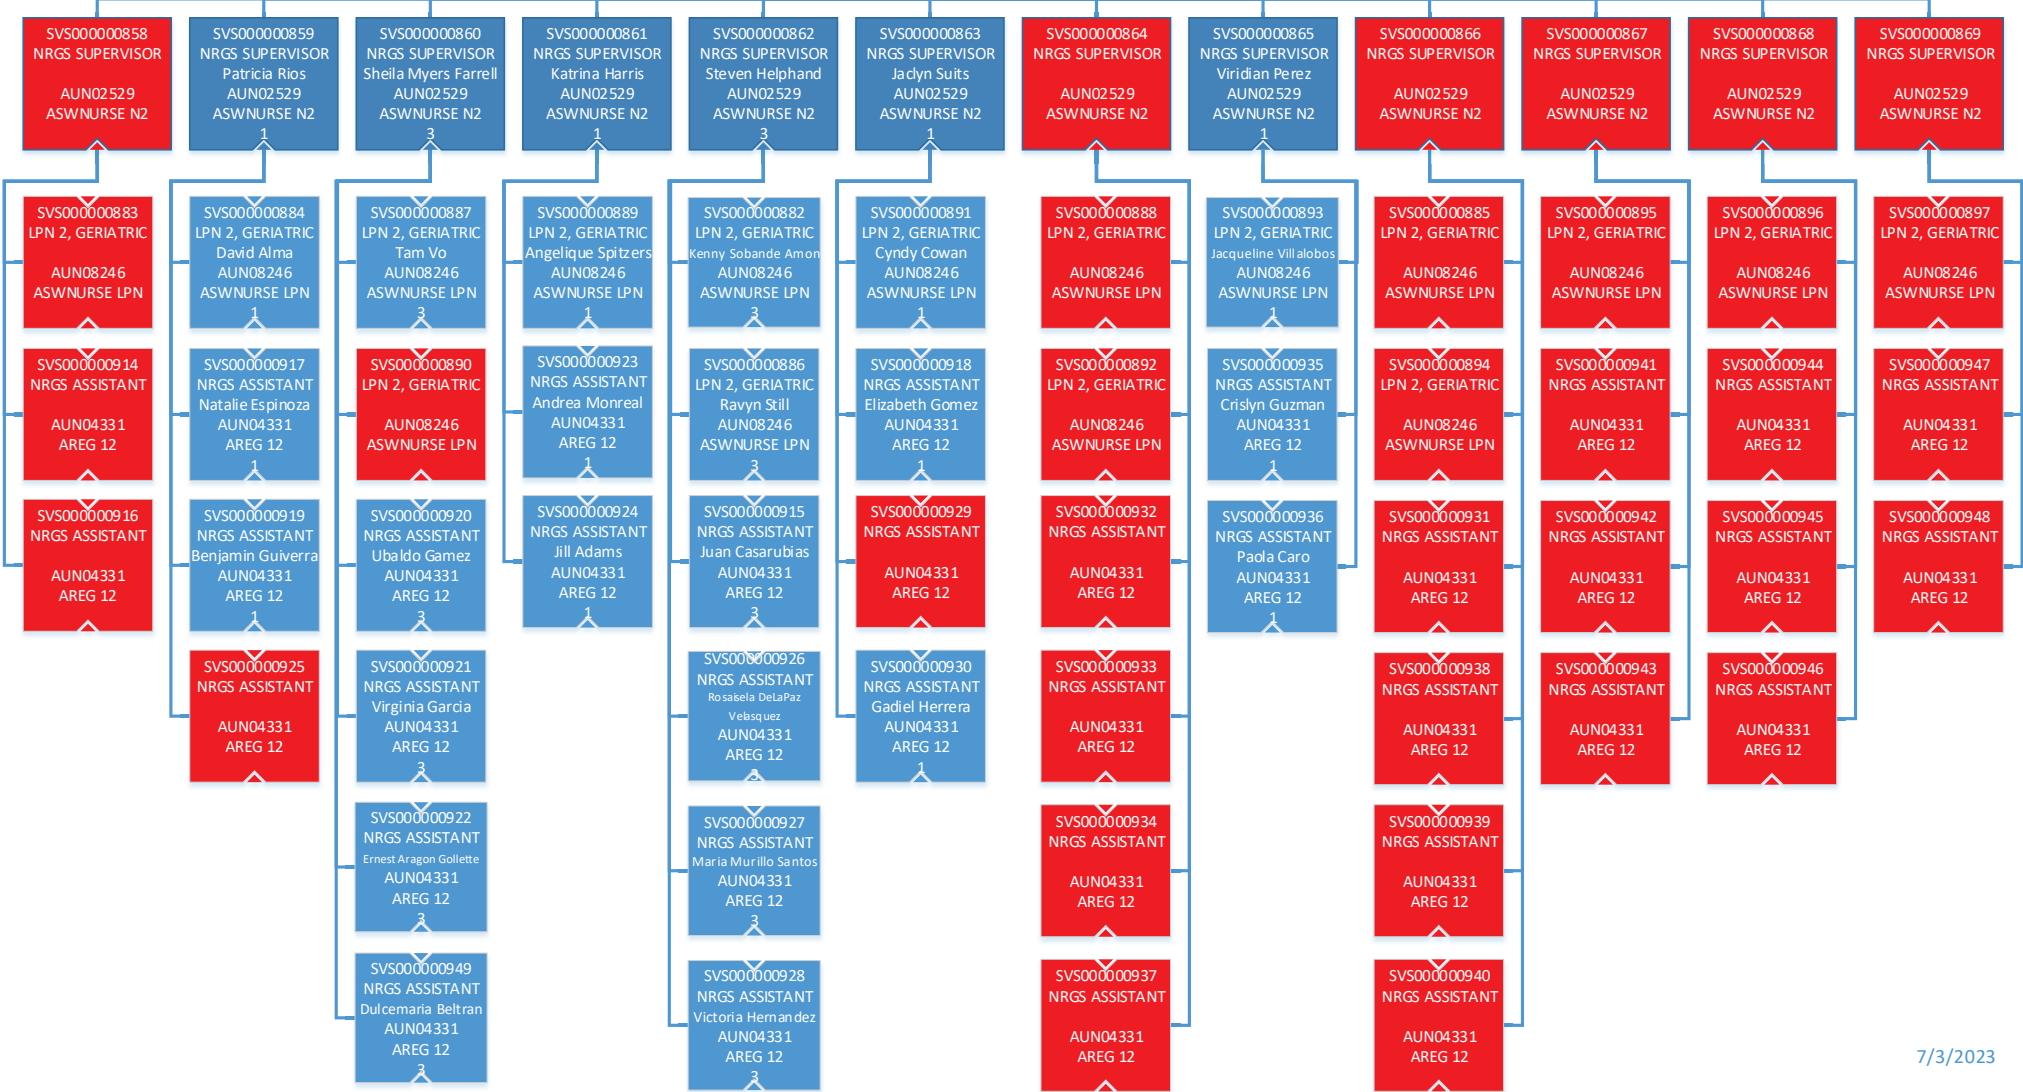 SVS000000858
NRGS SUPERVISOR
AUN02529
ASWNURSE N2
SVS000000859
NRGS SUPERVISOR
Patricia Rios
AUN02529
ASWNURSE N2
1
SVS000000860
NRGS SUPERVISOR
Sheila Myers Farrell
AUN02529
ASWNURSE N2
3
SVS000000861
NRGS SUPERVISOR
Katrina Harris
AUN02529
ASWNURSE N2
1
SVS000000862
NRGS SUPERVISOR
Steven Helphand
AUN02529
ASWNURSE N2
3
SVS000000863
NRGS SUPERVISOR
Jaclyn Suits
AUN02529
ASWNURSE N2
1
SVS000000864
NRGS SUPERVISOR
AUN02529
ASWNURSE N2
SVS000000865
NRGS SUPERVISOR
Viridian Perez
AUN02529
ASWNURSE N2
1
SVS000000866
NRGS SUPERVISOR
AUN02529
ASWNURSE N2
SVS000000867
NRGS SUPERVISOR
AUN02529
ASWNURSE N2
SVS000000868
NRGS SUPERVISOR
AUN02529
ASWNURSE N2
SVS000000869
NRGS SUPERVISOR
AUN02529
ASWNURSE N2
SVS000000883
LPN 2, GERIATRIC
AUN08246
ASWNURSE LPN
SVS000000884
LPN 2, GERIATRIC
David Alma
AUN08246
ASWNURSE LPN
1
SVS000000887
LPN 2, GERIATRIC
Tam Vo
AUN08246
ASWNURSE LPN
3
SVS000000889
LPN 2, GERIATRIC
Angelique Spitzers
AUN08246
ASWNURSE LPN
1
SVS000000882
LPN 2, GERIATRIC
Kenny Sobande Amon
AUN08246
ASWNURSE LPN
3
SVS000000891
LPN 2, GERIATRIC
Cyndy Cowan
AUN08246
ASWNURSE LPN
1
SVS000000888
LPN 2, GERIATRIC
AUN08246
ASWNURSE LPN
SVS000000893
LPN 2, GERIATRIC
Jacqueline Villalobos
AUN08246
ASWNURSE LPN
1
SVS000000885
LPN 2, GERIATRIC
AUN08246
ASWNURSE LPN
SVS000000895
LPN 2, GERIATRIC
AUN08246
ASWNURSE LPN
SVS000000896
LPN 2, GERIATRIC
AUN08246
ASWNURSE LPN
SVS000000897
LPN 2, GERIATRIC
AUN08246
ASWNURSE LPN
SVS000000914
NRGS ASSISTANT
AUN04331
AREG 12
SVS000000917
NRGS ASSISTANT
Natalie Espinoza
AUN04331
AREG 12
1
SVS000000890
LPN 2, GERIATRIC
AUN08246
ASWNURSE LPN
SVS000000923
NRGS ASSISTANT
Andrea Monreal
AUN04331
AREG 12
1
SVS000000886
LPN 2, GERIATRIC
Ravyn Still
AUN08246
ASWNURSE LPN
3
SVS000000918
NRGS ASSISTANT
Elizabeth Gomez
AUN04331
AREG 12
1
SVS000000892
LPN 2, GERIATRIC
AUN08246
ASWNURSE LPN
SVS000000935
NRGS ASSISTANT
Crislyn Guzman
AUN04331
AREG 12
1
SVS000000894
LPN 2, GERIATRIC
AUN08246
ASWNURSE LPN
SVS000000941
NRGS ASSISTANT
AUN04331
AREG 12
SVS000000944
NRGS ASSISTANT
AUN04331
AREG 12
SVS000000947
NRGS ASSISTANT
AUN04331
AREG 12
SVS000000916
NRGS ASSISTANT
AUN04331
AREG 12
SVS000000919
NRGS ASSISTANT
Benjamin Guiverra
AUN04331
AREG 12
1
SVS000000920
NRGS ASSISTANT
Ubaldo Gamez
AUN04331
AREG 12
3
SVS000000924
NRGS ASSISTANT
Jill Adams
AUN04331
AREG 12
1
SVS000000915
NRGS ASSISTANT
Juan Casarubias
AUN04331
AREG 12
3
SVS000000929
NRGS ASSISTANT
AUN04331
AREG 12
SVS000000932
NRGS ASSISTANT
AUN04331
AREG 12
SVS000000936
NRGS ASSISTANT
Paola Caro
AUN04331
AREG 12
1
SVS000000931
NRGS ASSISTANT
AUN04331
AREG 12
SVS000000942
NRGS ASSISTANT
AUN04331
AREG 12
SVS000000945
NRGS ASSISTANT
AUN04331
AREG 12
SVS000000948
NRGS ASSISTANT
AUN04331
AREG 12
SVS000000925
NRGS ASSISTANT
AUN04331
AREG 12
SVS000000921
NRGS ASSISTANT
Virginia Garcia
AUN04331
AREG 12
3
SVS000000926
NRGS ASSISTANT
Rosaisela DeLaPaz
Velasquez
AUN04331
AREG 12
3
SVS000000930
NRGS ASSISTANT
Gadiel Herrera
AUN04331
AREG 12
1
SVS000000933
NRGS ASSISTANT
AUN04331
AREG 12
SVS000000938
NRGS ASSISTANT
AUN04331
AREG 12
SVS000000943
NRGS ASSISTANT
AUN04331
AREG 12
SVS000000946
NRGS ASSISTANT
AUN04331
AREG 12
SVS000000922
NRGS ASSISTANT
Ernest Aragon Gollette
AUN04331
AREG 12
3
SVS000000927
NRGS ASSISTANT
Maria Murillo Santos
AUN04331
AREG 12
3
SVS000000934
NRGS ASSISTANT
AUN04331
AREG 12
SVS000000939
NRGS ASSISTANT
AUN04331
AREG 12
SVS000000949
NRGS ASSISTANT
Dulcemaria Beltran
AUN04331
AREG 12
3
SVS000000928
NRGS ASSISTANT
Victoria Hernandez
AUN04331
AREG 12
3
SVS000000937
NRGS ASSISTANT
AUN04331
AREG 12
SVS000000940
NRGS ASSISTANT
AUN04331
AREG 12
7/3/2023